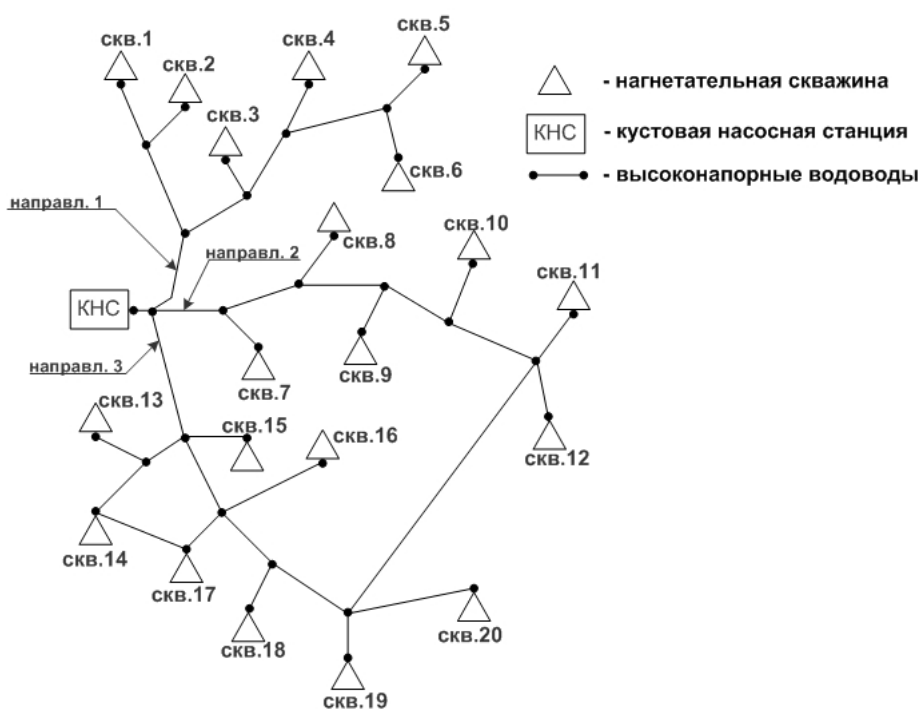 скв.1
скв.2
скв.3
скв.4
скв.5
скв.6
- нагнетательная скважина
КНС - кустовая насосная станция
- высоконапорные водоводы
направл. 1
направл. 2
скв.8
скв.10
скв.11
КНС
направл. 3
скв.7
скв.9
скв.12
скв.13
скв.15
скв.16
скв.14
скв.17
скв.18
скв.20
скв.19